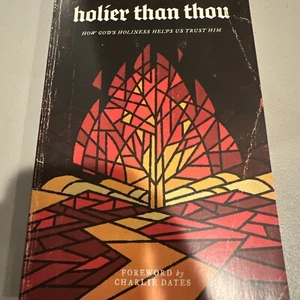 holier than thou
HOW GOD'S HOLINESS HELPS US TRUST HIM
FOREWORD by
CHARLIE DATES